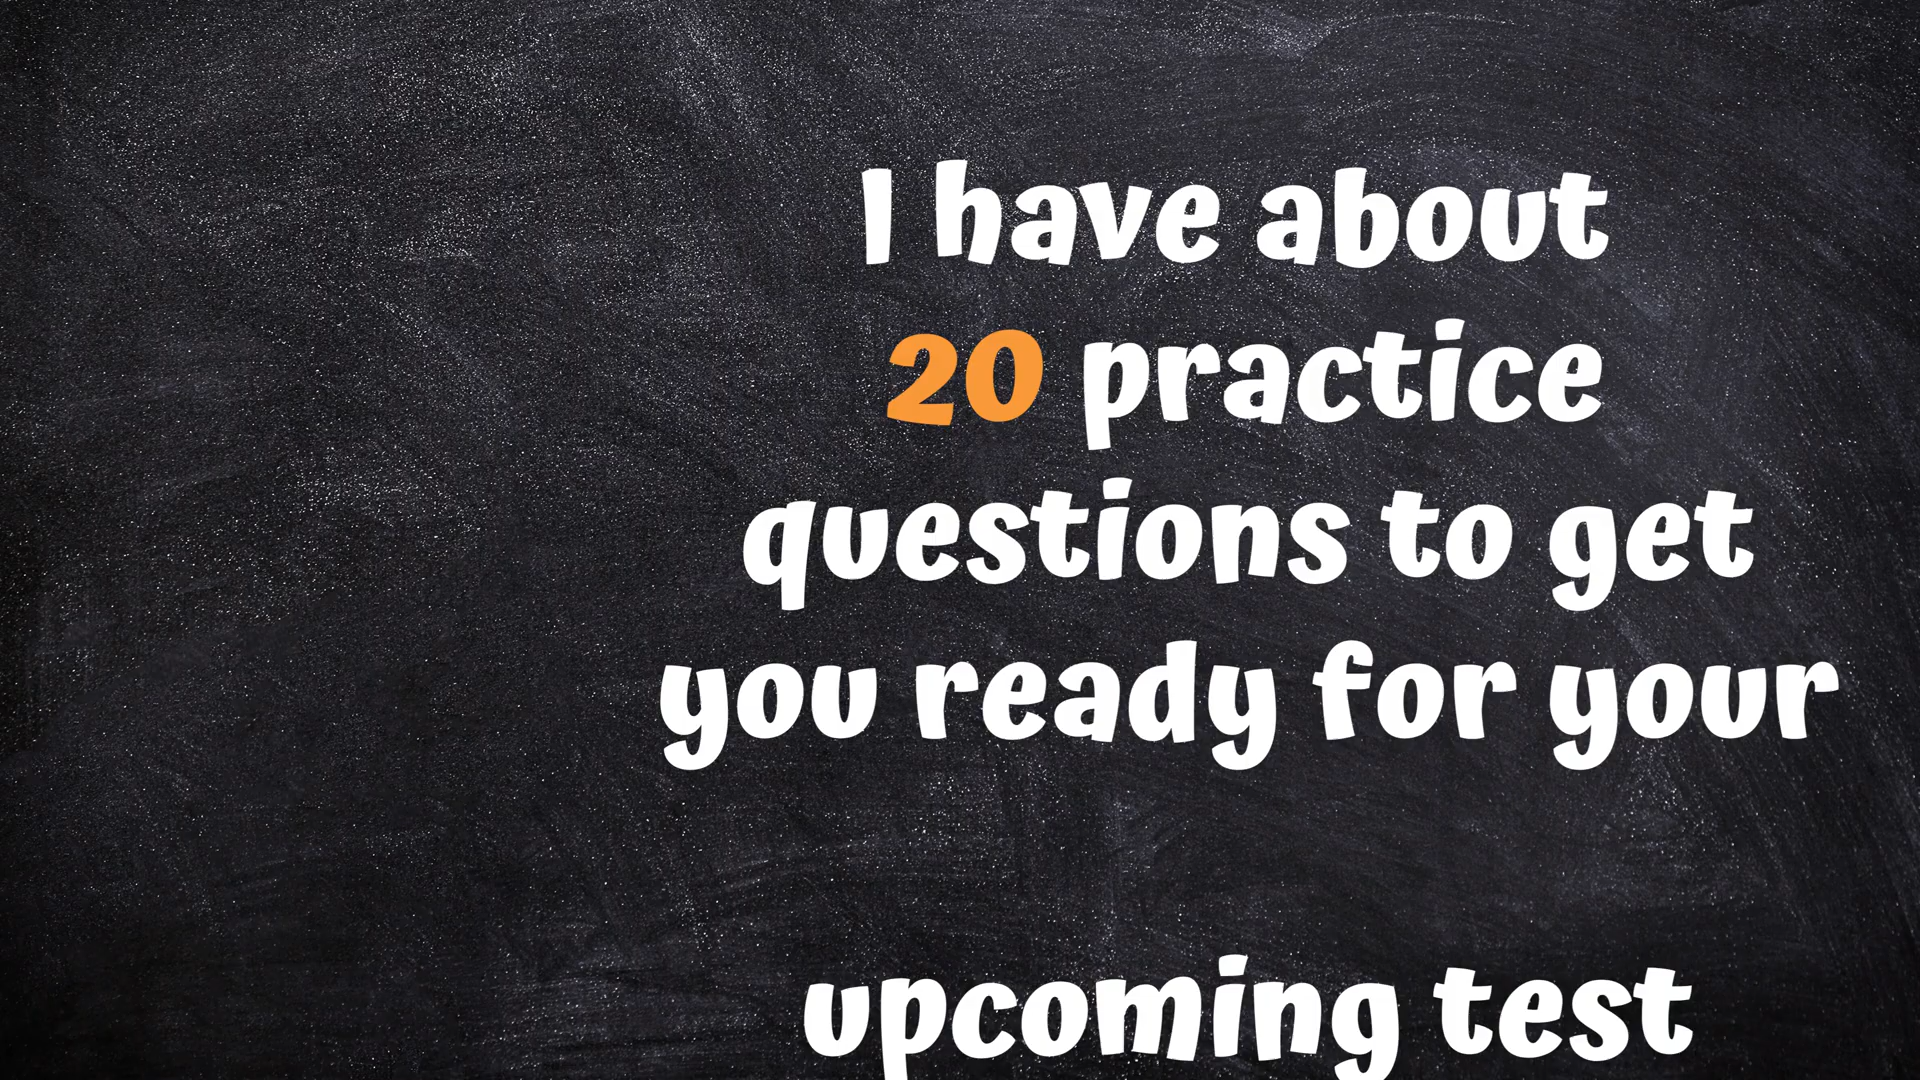 I have about
20 practice
questions to get
you ready for your
upcoming test